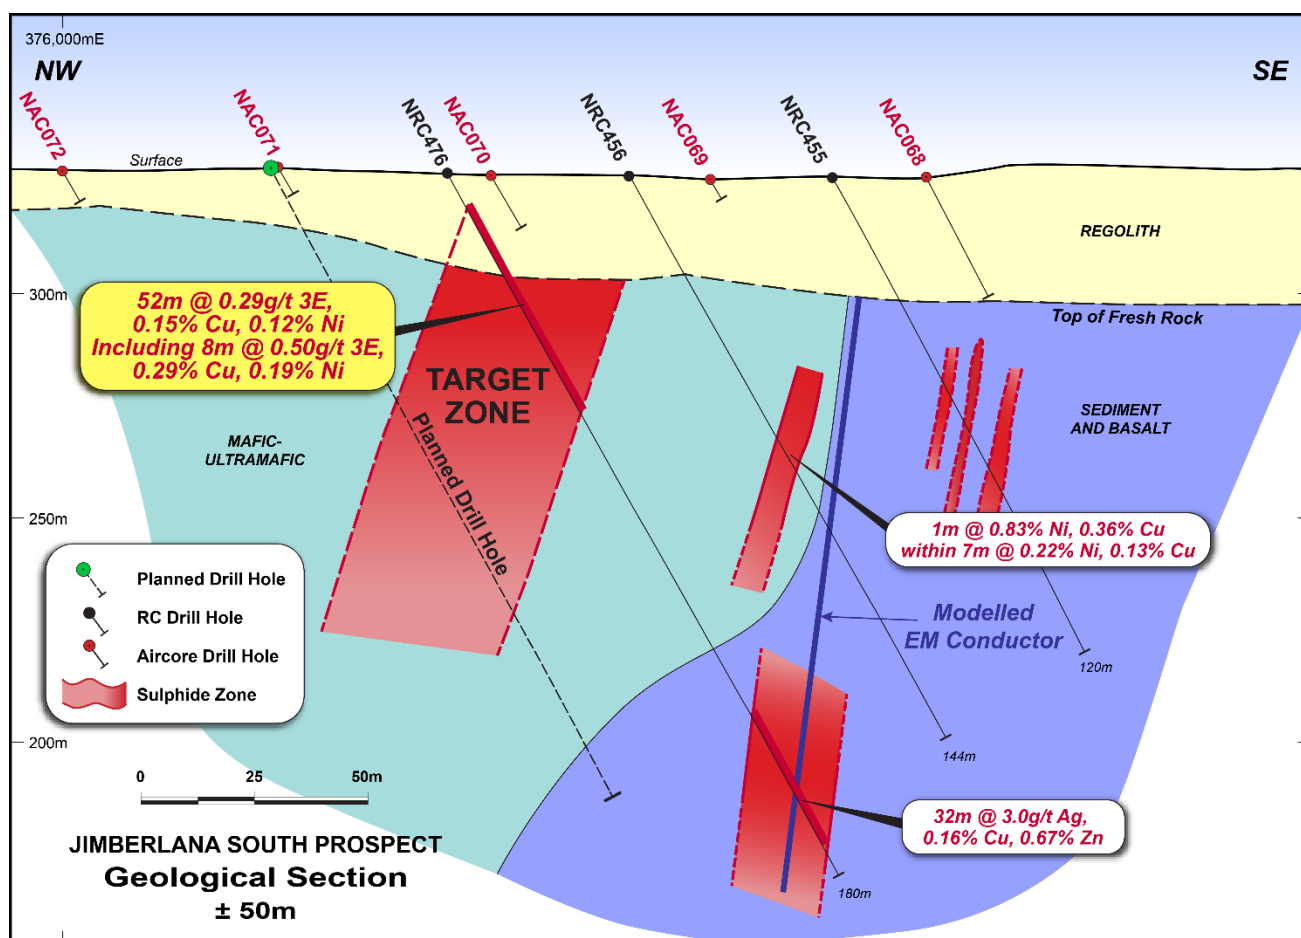 376,000mE
NW
SE
NAC072
NAC071
NRC476
NAC070
NRC456
NAC069
NRC455
NAC068
Surface
REGOLITH
300m
Top of Fresh Rock
52m @ 0.29g/t 3E,
0.15% Cu, 0.12% Ni
Including 8m @ 0.50g/t 3E,
0.29% Cu, 0.19% Ni
TARGET
ZONE
Planned Drill Hole
MAFIC-
ULTRAMAFIC
SEDIMENT
AND BASALT
250m
1m @ 0.83% Ni, 0.36% Cu
within 7m @ 0.22% Ni, 0.13% Cu
Modelled
EM Conductor
120m
Planned Drill Hole
RC Drill Hole
Aircore Drill Hole
Sulphide Zone
200m
144m
0 25 50m
32m @ 3.0g/t Ag,
0.16% Cu, 0.67% Zn
180m
JIMBERLANA SOUTH PROSPECT
Geological Section
± 50m